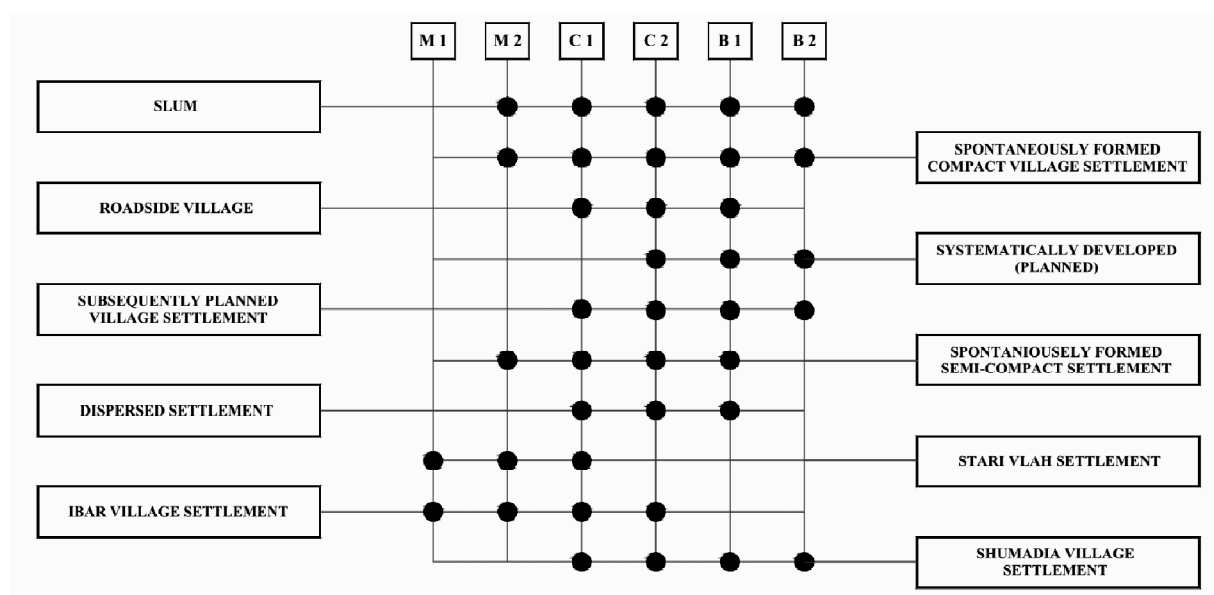 M 1
M 2
C 1
C 2
B 1
B 2
SLUM
SPONTANEOUSLY FORMED
COMPACT VILLAGE SETTLEMENT
ROADSIDE VILLAGE
SYSTEMATICALLY DEVELOPED
(PLANNED)
SUBSEQUENTLY PLANNED
VILLAGE SETTLEMENT
SPONTANIOUSELY FORMED
SEMI-COMPACT SETTLEMENT
DISPERSED SETTLEMENT
STARI VLAH SETTLEMENT
IBAR VILLAGE SETTLEMENT
SHUMADIA VILLAGE
SETTLEMENT